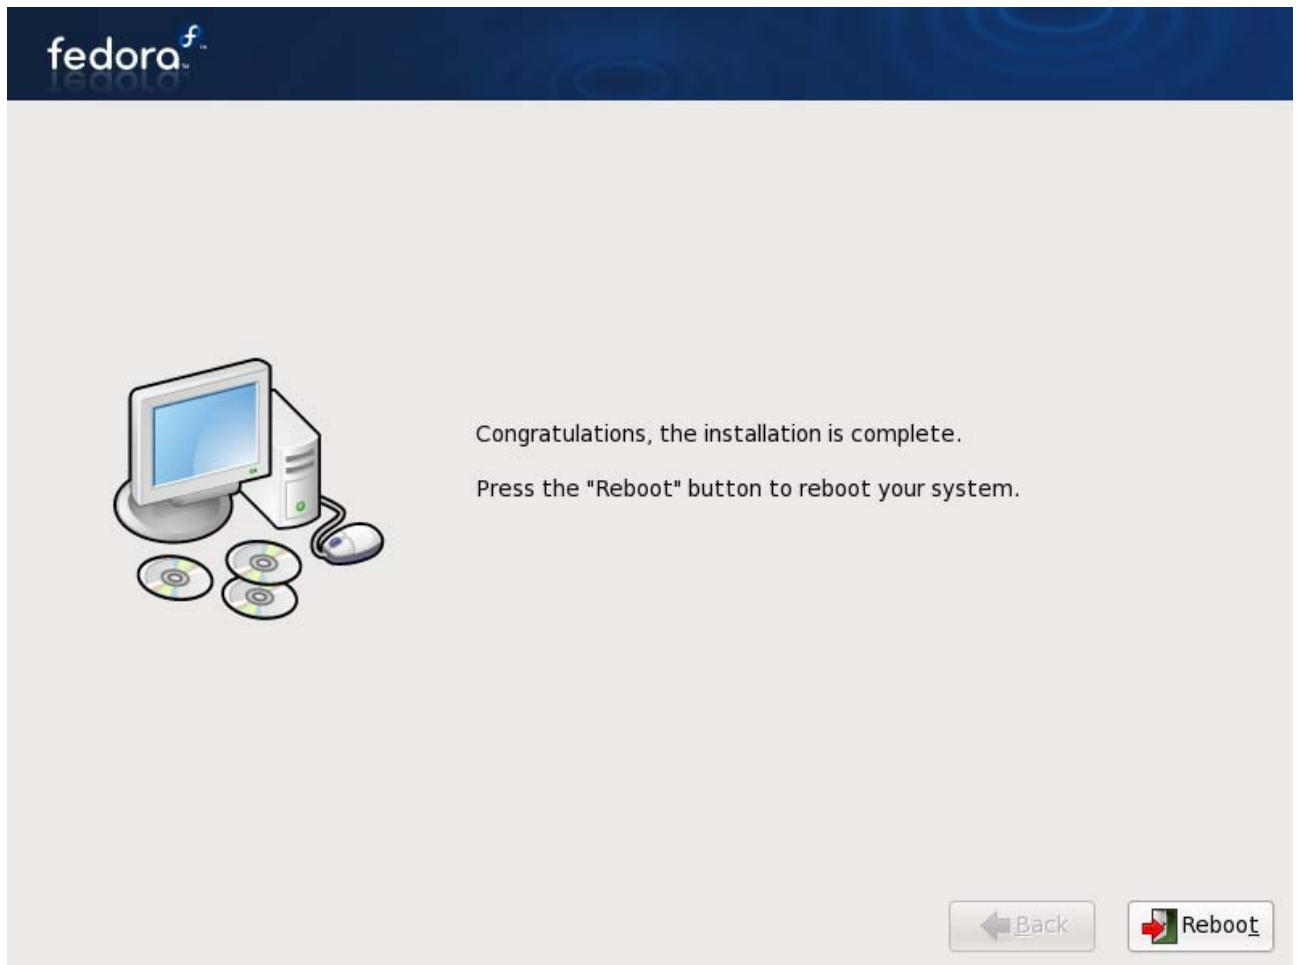 fedora
Congratulations, the installation is complete.
Press the "Reboot" button to reboot your system.
Back
Reboot